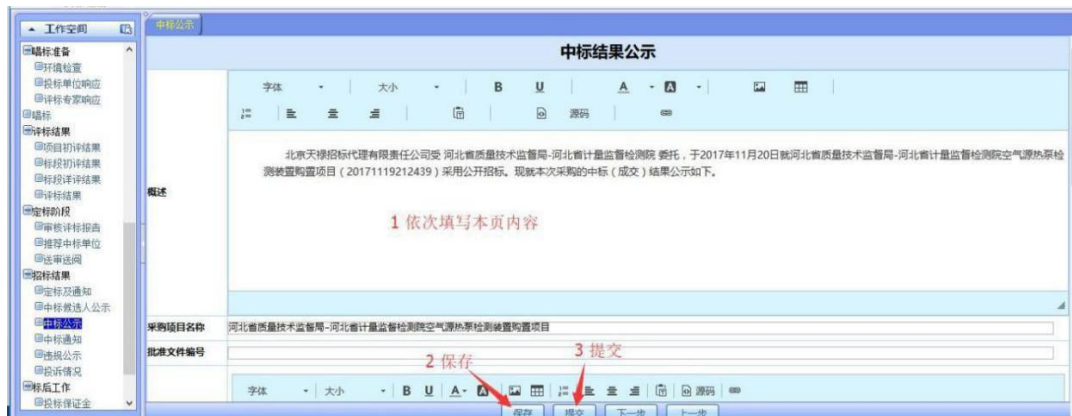 工作空间
唱标准备
环境检查
投标单位响应
评标专家响应
唱标
评标结果
项目初评结果
标段初评结果
标段详评结果
评标结果
定标阶段
审核评标报告
推荐中标单位
送审送阅
招标结果
定标及通知
中标候选人公示
中标公示
中标通知
违规公示
投诉情况
标后工作
投标保证金
中标公示
中标结果公示
字体 大小 B U A A
源码
概述
北京天禄招标代理有限责任公司受 河北省质量技术监督局-河北省计量监督检测院 委托，于2017年11月20日就河北省质量技术监督局-河北省计量监督检测院空气源热泵检
测装置购置项目（20171119212439）采用公开招标。现就本次采购的中标（成交）结果公示如下。
1 依次填写本页内容
采购项目名称 河北省质量技术监督局-河北省计量监督检测院空气源热泵检测装置购置项目
批准文件编号
2 保存
3 提交
字体 大小 B U A A 源码
保存 提交 下一步 上一步